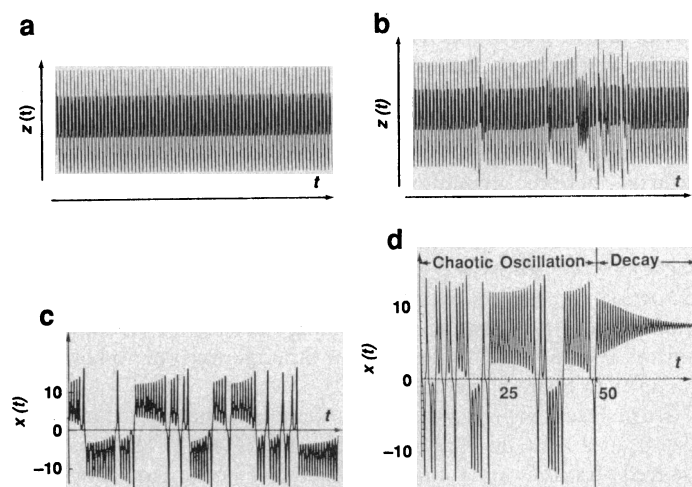 a
z (t)
t
b
z (t)
t
c
10
0
−10
x (t)
t
d
Chaotic Oscillation
Decay
10
0
−10
x (t)
25
50
t